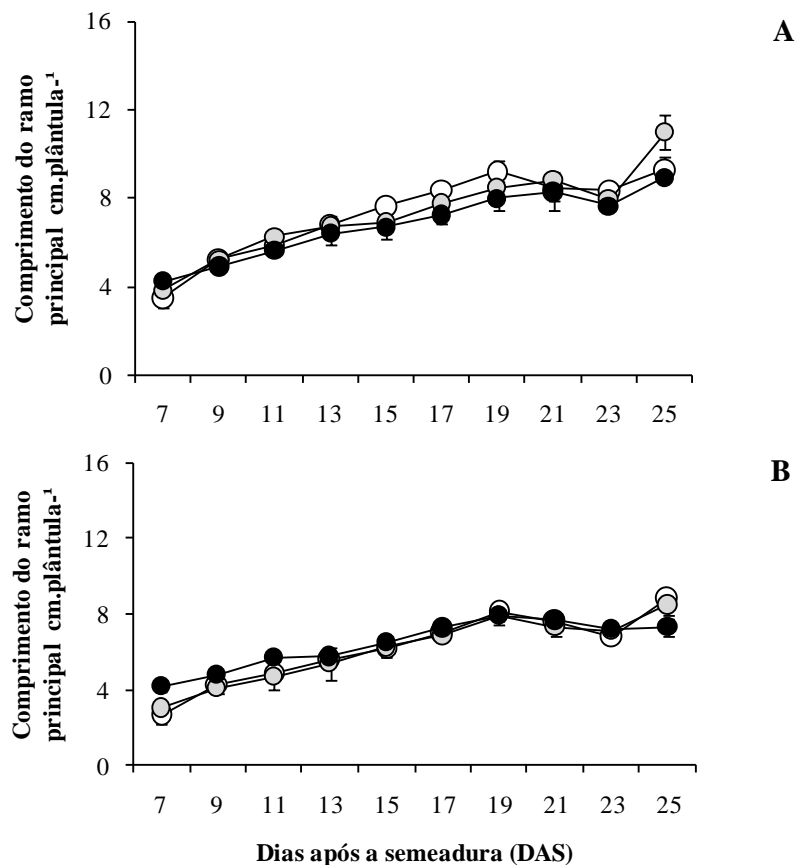 A
Comprimento do ramo
principal cm.plântula-¹
16
12
8
4
0
7 9 11 13 15 17 19 21 23 25
B
Comprimento do ramo
principal cm.plântula-¹
16
12
8
4
0
7 9 11 13 15 17 19 21 23 25
Dias após a semeadura (DAS)